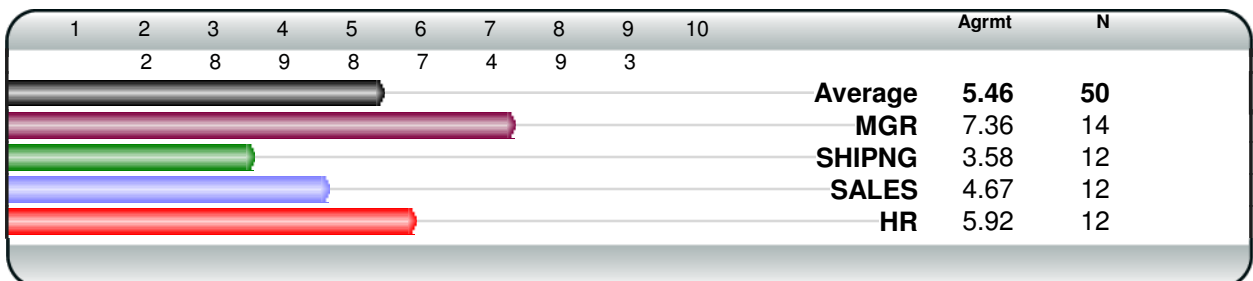 1 2 3 4 5 6 7 8 9 10 Agrmt N
2 8 9 8 7 4 9 3
Average 5.46 50
MGR 7.36 14
SHIPNG 3.58 12
SALES 4.67 12
HR 5.92 12